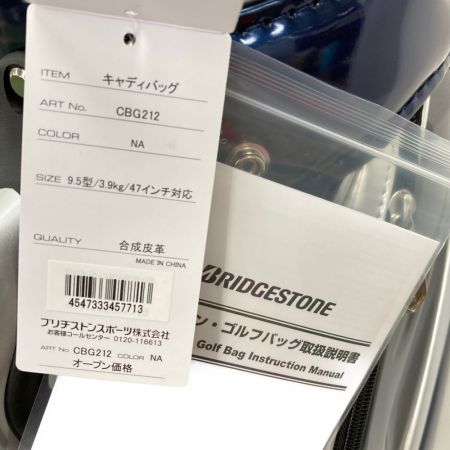 ITEM キャディバッグ
ART No. CBG212
COLOR NA
SIZE 9.5型/3.9kg/47インチ対応
QUALITY 合成皮革
MADE IN CHINA
4547333457713
ブリヂストンスポーツ株式会社
お客様コールセンター 0120-116613
ART No CBG212 COLOR NA
オープン価格
BRIDGESTONE
ン・ゴルフバッグ取扱説明書
Golf Bag Instruction Manual